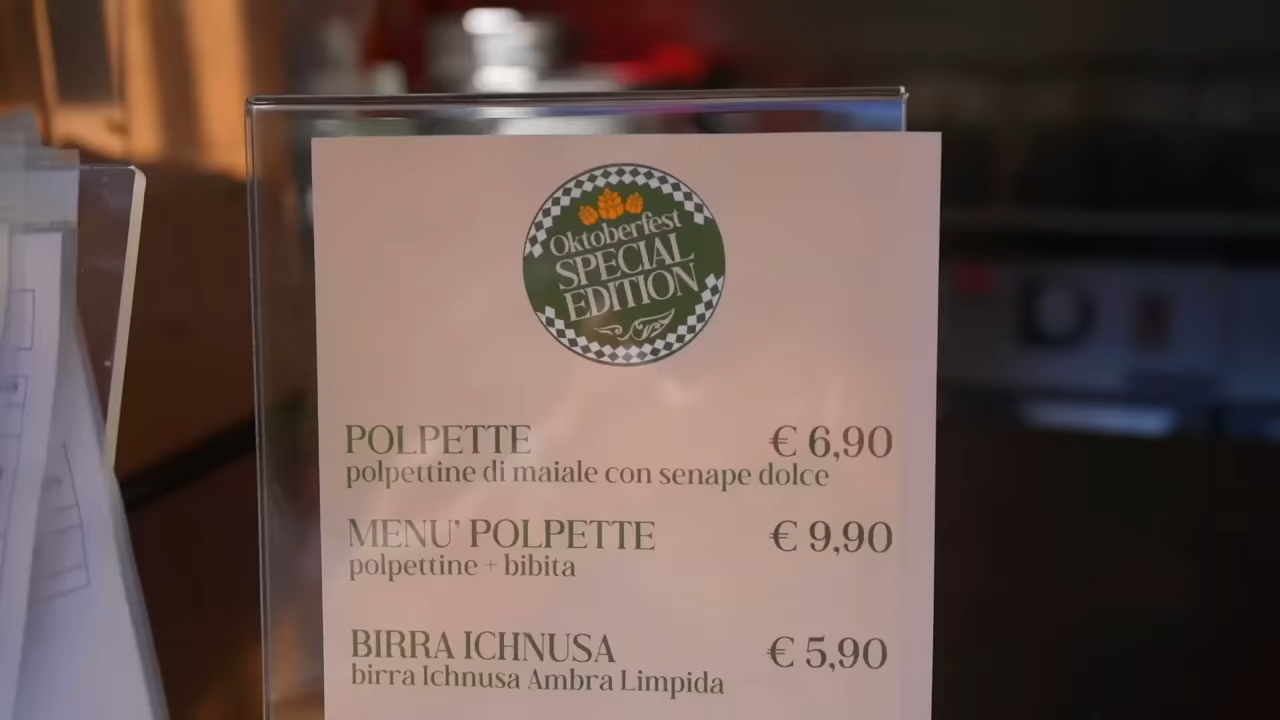 Oktoberfest
SPECIAL
EDITION
POLPETTE € 6,90
polpettine di maiale con senape dolce
MENU' POLPETTE € 9,90
polpettine + bibita
BIRRA ICHNUSA € 5,90
birra Ichnusa Ambra Limpida